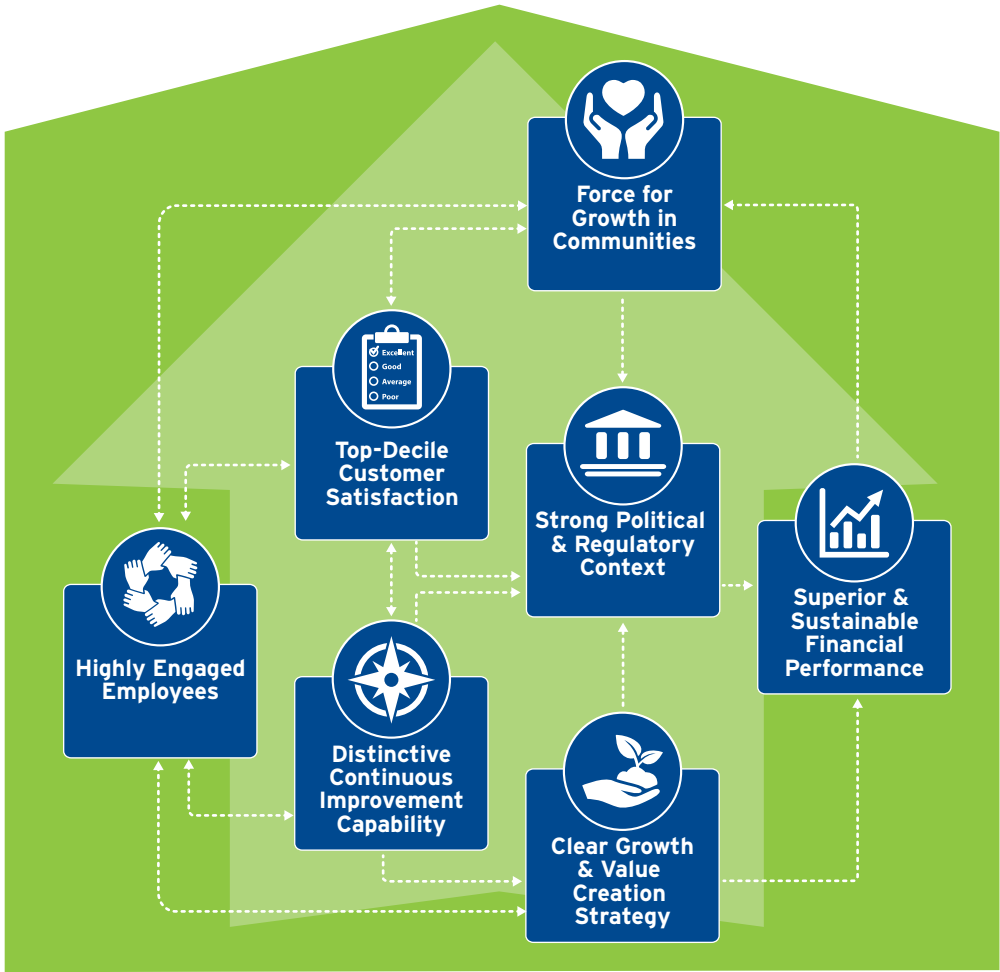 Force for
Growth in
Communities
Excellent
Good
Average
Poor
Top-Decile
Customer
Satisfaction
Strong Political
& Regulatory
Context
Superior &
Sustainable
Financial
Performance
Highly Engaged
Employees
Distinctive
Continuous
Improvement
Capability
Clear Growth
& Value
Creation
Strategy